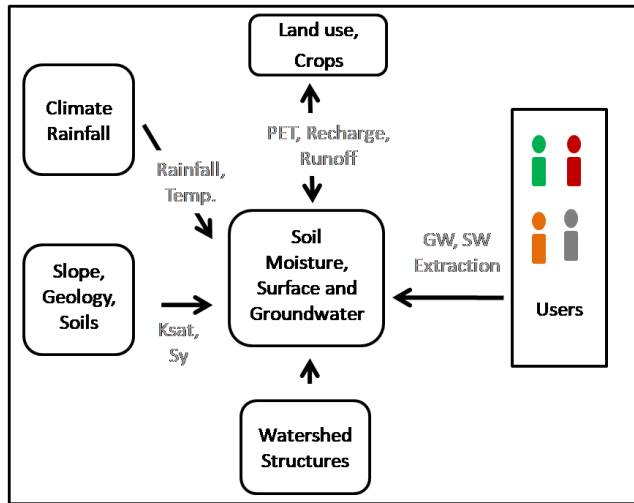 Land use,
Crops
Climate
Rainfall
PET, Recharge,
Runoff
Rainfall,
Temp.
Soil
Moisture,
Surface and
Groundwater
GW, SW
Extraction
Slope,
Geology,
Soils
Users
Ksat,
Sy
Watershed
Structures